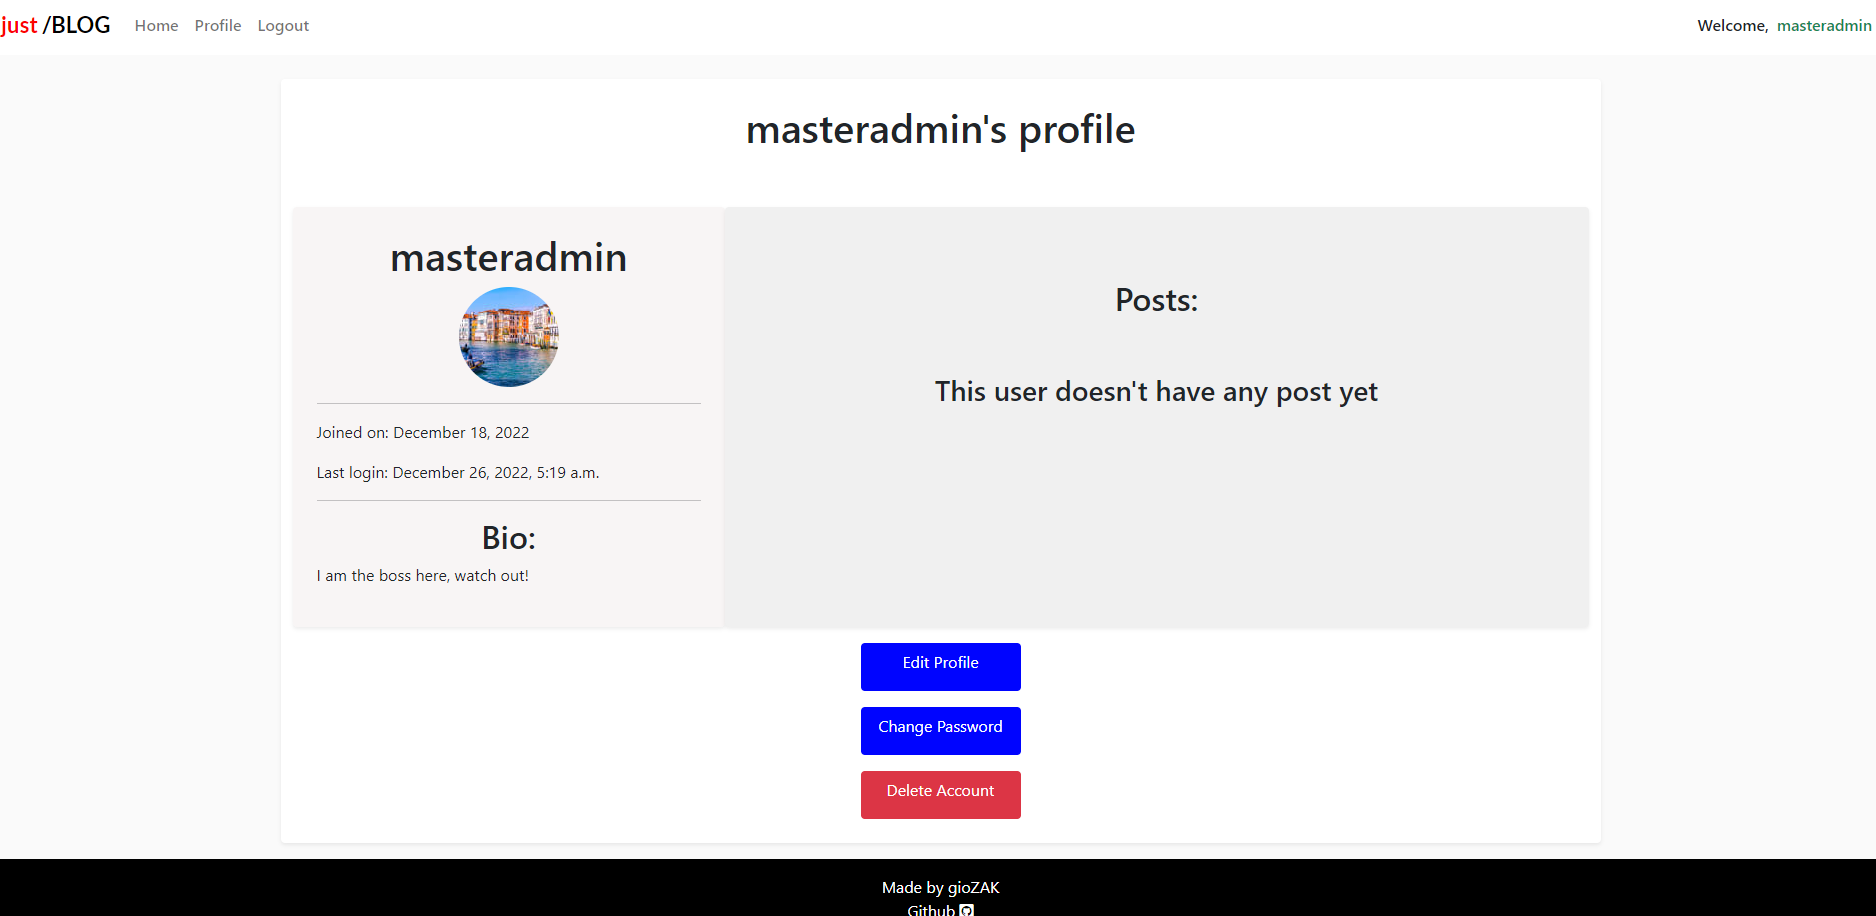 just /BLOG Home Profile Logout Welcome, masteradmin
masteradmin's profile
masteradmin
Joined on: December 18, 2022
Last login: December 26, 2022, 5:19 a.m.
Bio:
I am the boss here, watch out!
Posts:
This user doesn't have any post yet
Edit Profile
Change Password
Delete Account
Made by gioZAK
Github